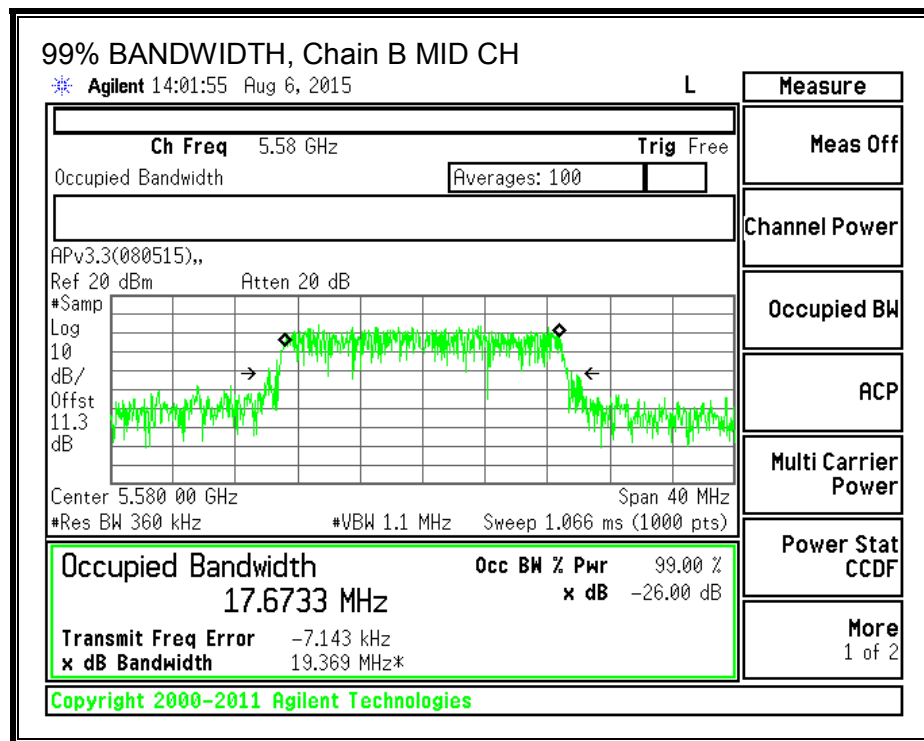 99% BANDWIDTH, Chain B MID CH
Agilent 14:01:55 Aug 6, 2015 L
Measure
Ch Freq 5.58 GHz Trig Free
Occupied Bandwidth Averages: 100
APv3.3(080515),,
Ref 20 dBm Atten 20 dB
#Samp
Log
10
dB/
Offst
11.3
dB
Center 5.580 00 GHz Span 40 MHz
#Res BW 360 kHz #VBW 1.1 MHz Sweep 1.066 ms (1000 pts)
Occupied Bandwidth Occ BW % Pwr 99.00 %
17.6733 MHz x dB -26.00 dB
Transmit Freq Error -7.143 kHz
x dB Bandwidth 19.369 MHz*
Copyright 2000-2011 Agilent Technologies
Meas Off
Channel Power
Occupied BW
ACP
Multi Carrier
Power
Power Stat
CCDF
More
1 of 2